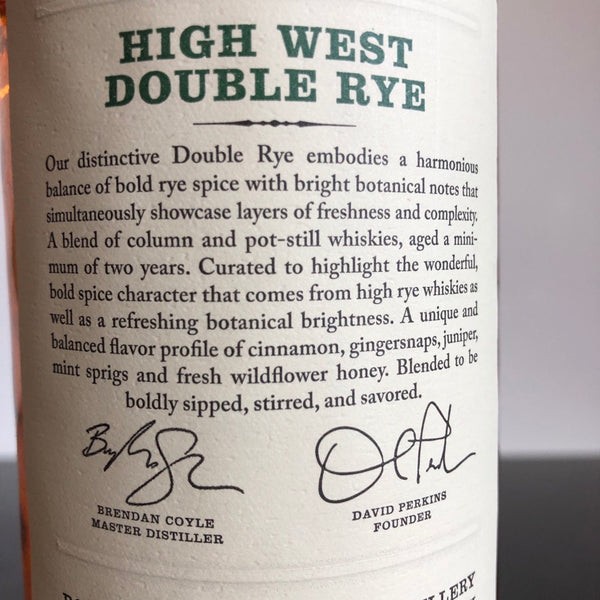 HIGH WEST
DOUBLE RYE
Our distinctive Double Rye embodies a harmonious
balance of bold rye spice with bright botanical notes that
simultaneously showcase layers of freshness and complexity.
A blend of column and pot-still whiskies, aged a mini-
mum of two years. Curated to highlight the wonderful,
bold spice character that comes from high rye whiskies as
well as a refreshing botanical brightness. A unique and
balanced flavor profile of cinnamon, gingersnaps, juniper,
mint sprigs and fresh wildflower honey. Blended to be
boldly sipped, stirred, and savored.
BRENDAN COYLE
MASTER DISTILLER
DAVID PERKINS
FOUNDER